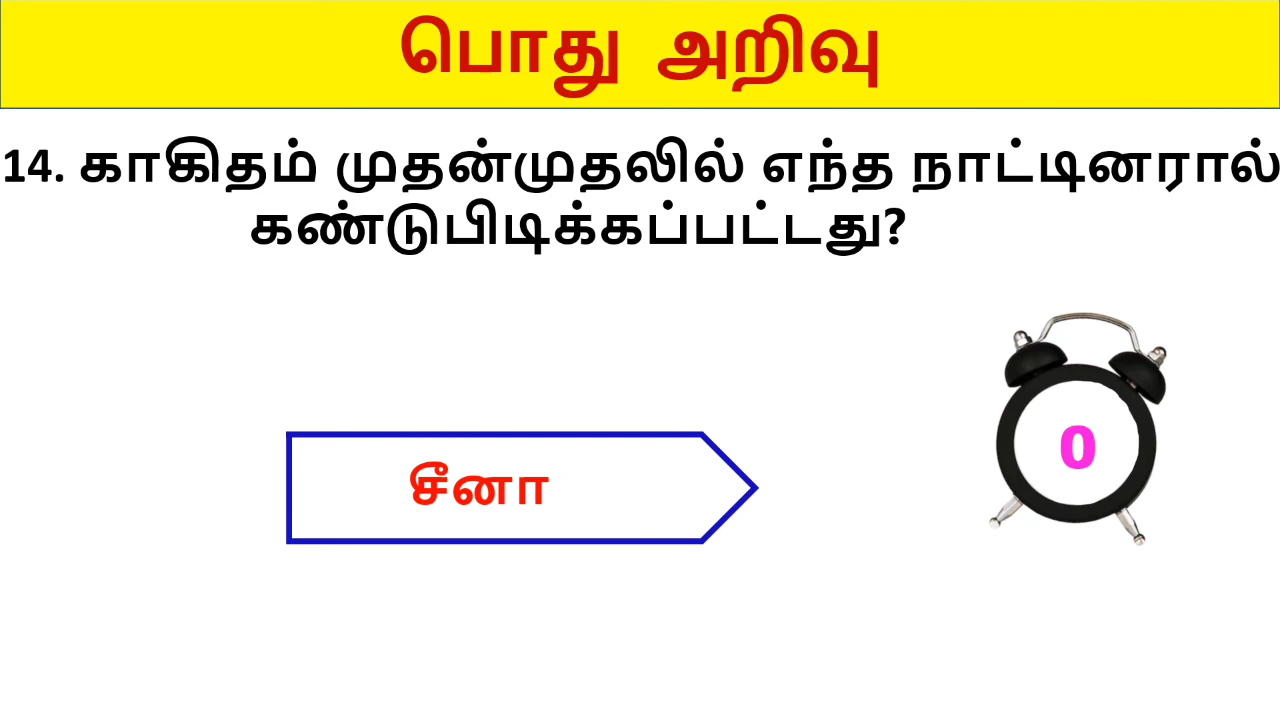 பொது அறிவு
14. காகிதம் முதன்முதலில் எந்த நாட்டினரால்
கண்டுபிடிக்கப்பட்டது?
சீனா
0